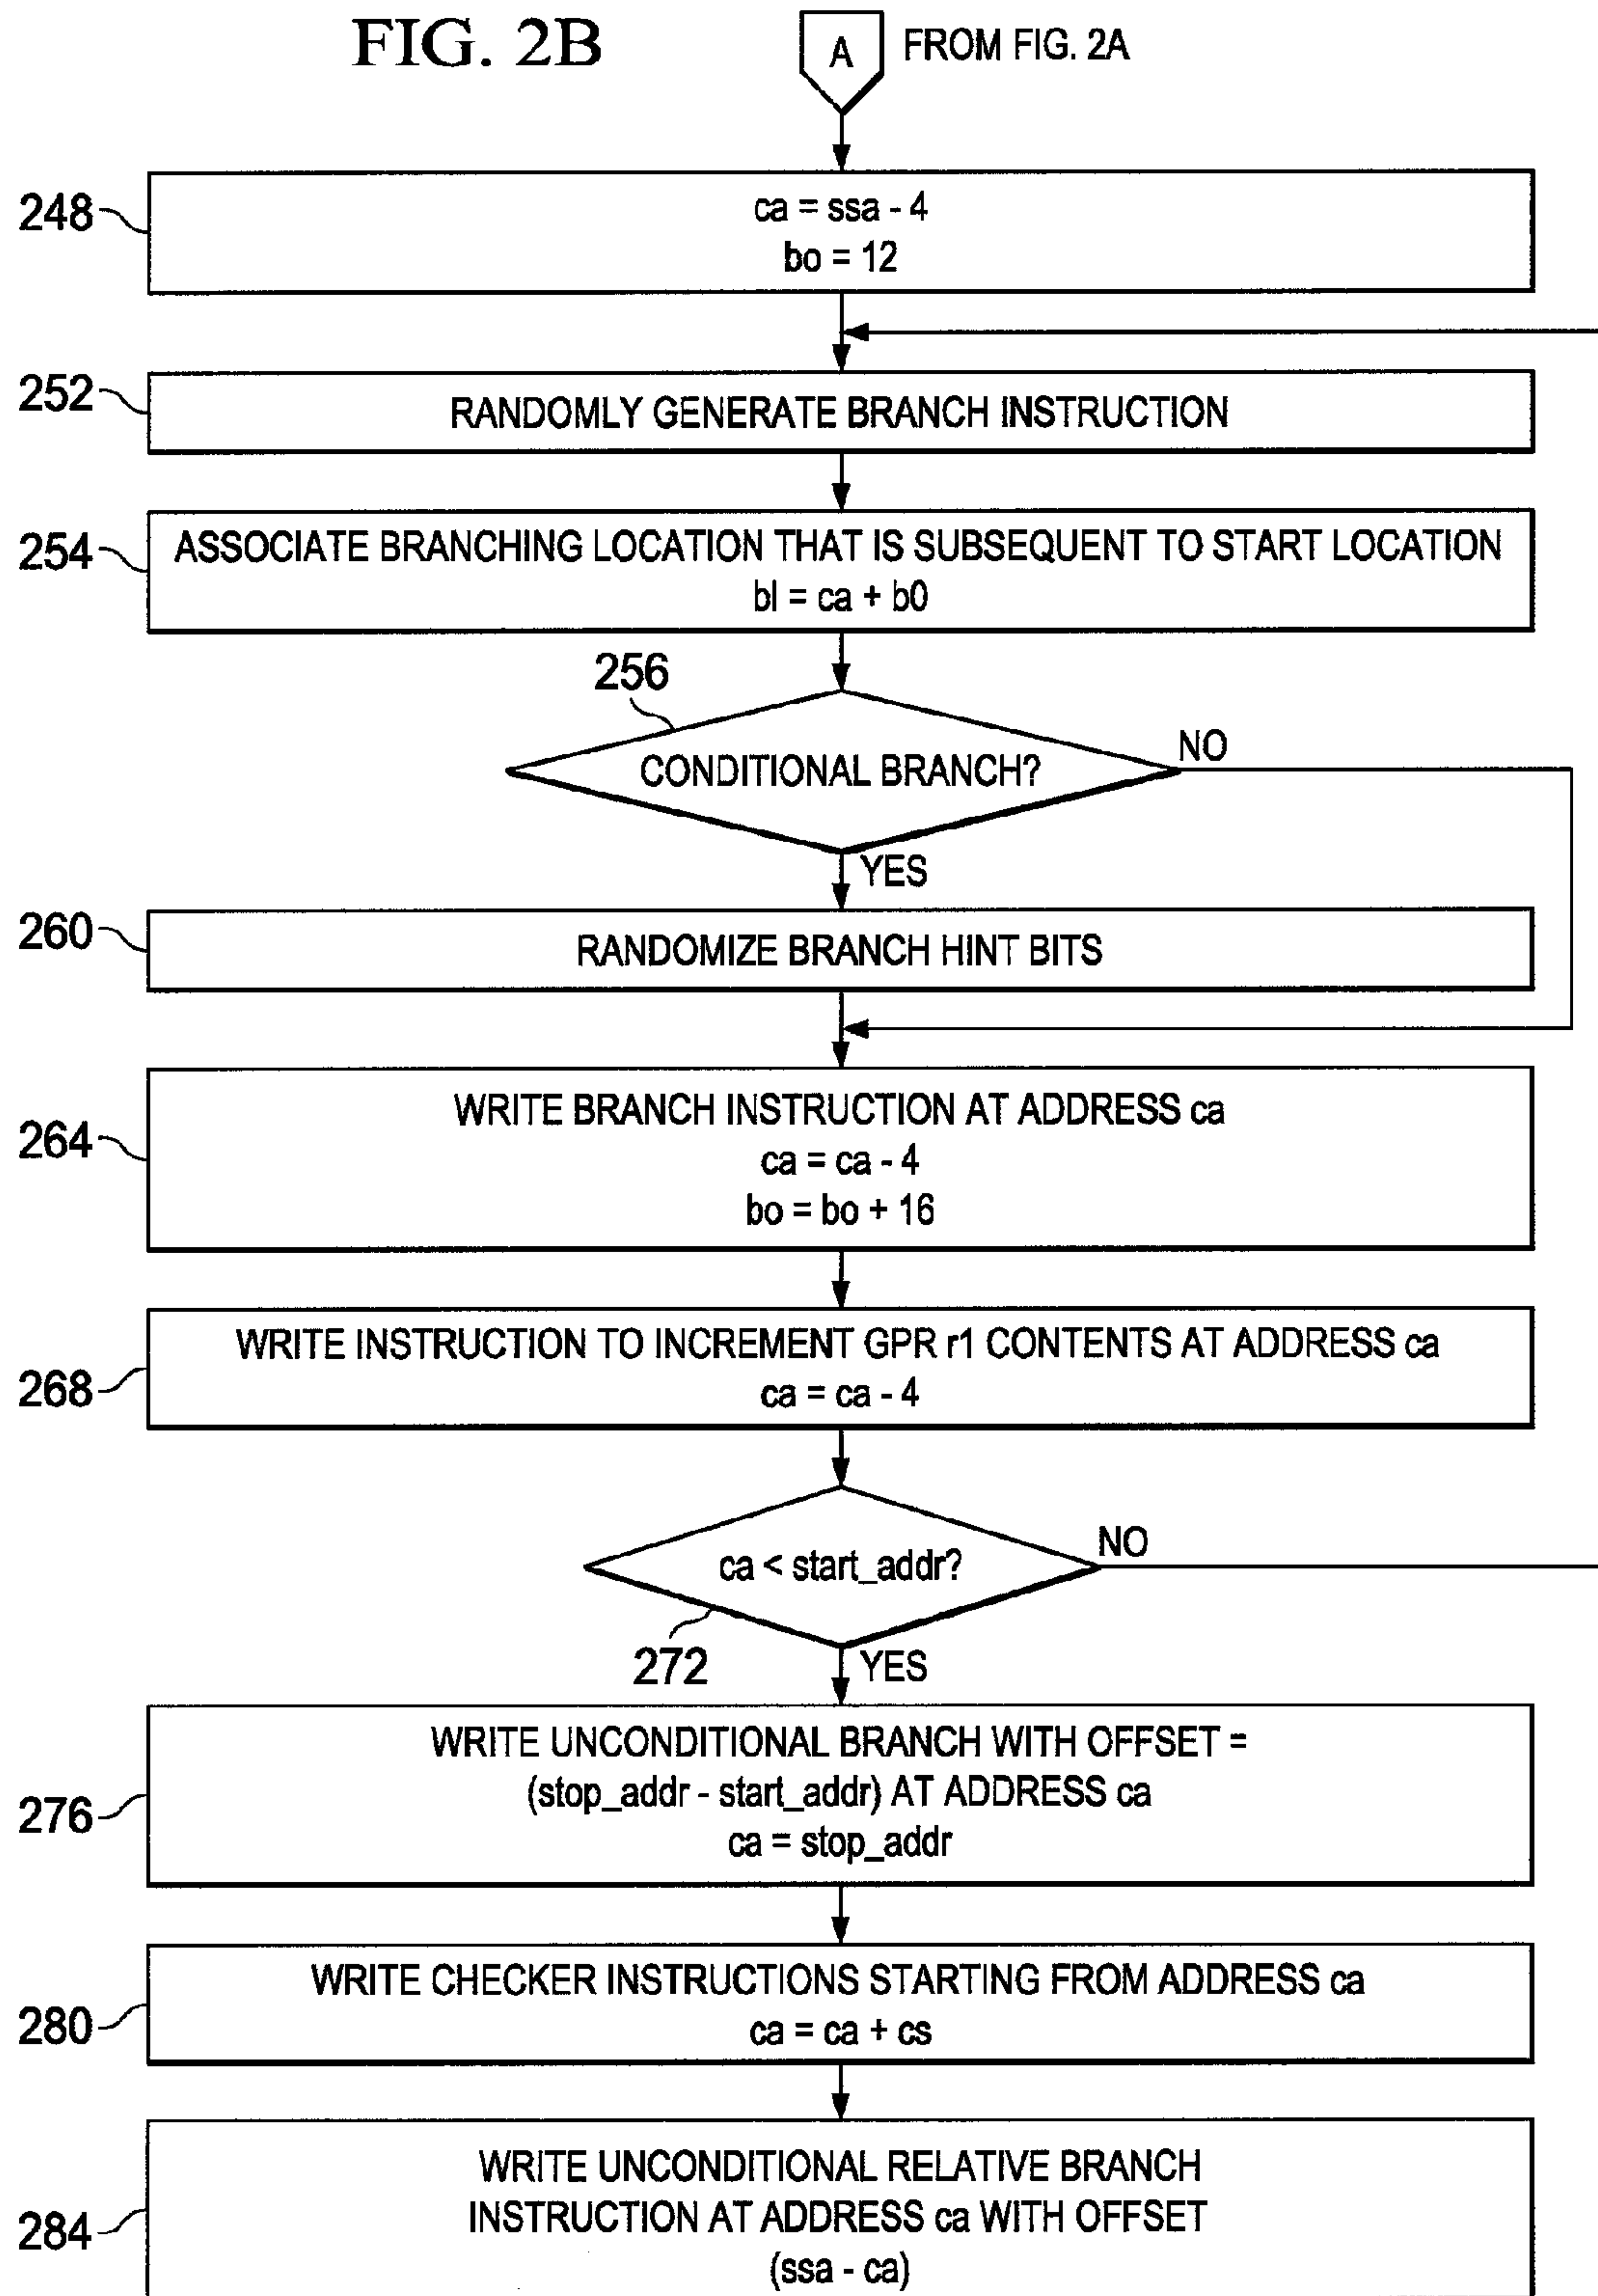 FIG. 2B
A
FROM FIG. 2A
248
ca = ssa - 4
bo = 12
252
RANDOMLY GENERATE BRANCH INSTRUCTION
254
ASSOCIATE BRANCHING LOCATION THAT IS SUBSEQUENT TO START LOCATION
bl = ca + b0
256
CONDITIONAL BRANCH?
NO
YES
260
RANDOMIZE BRANCH HINT BITS
264
WRITE BRANCH INSTRUCTION AT ADDRESS ca
ca = ca - 4
bo = bo + 16
268
WRITE INSTRUCTION TO INCREMENT GPR r1 CONTENTS AT ADDRESS ca
ca = ca - 4
ca < start_addr?
NO
272
YES
276
WRITE UNCONDITIONAL BRANCH WITH OFFSET =
(stop_addr - start_addr) AT ADDRESS ca
ca = stop_addr
280
WRITE CHECKER INSTRUCTIONS STARTING FROM ADDRESS ca
ca = ca + cs
284
WRITE UNCONDITIONAL RELATIVE BRANCH
INSTRUCTION AT ADDRESS ca WITH OFFSET
(ssa - ca)